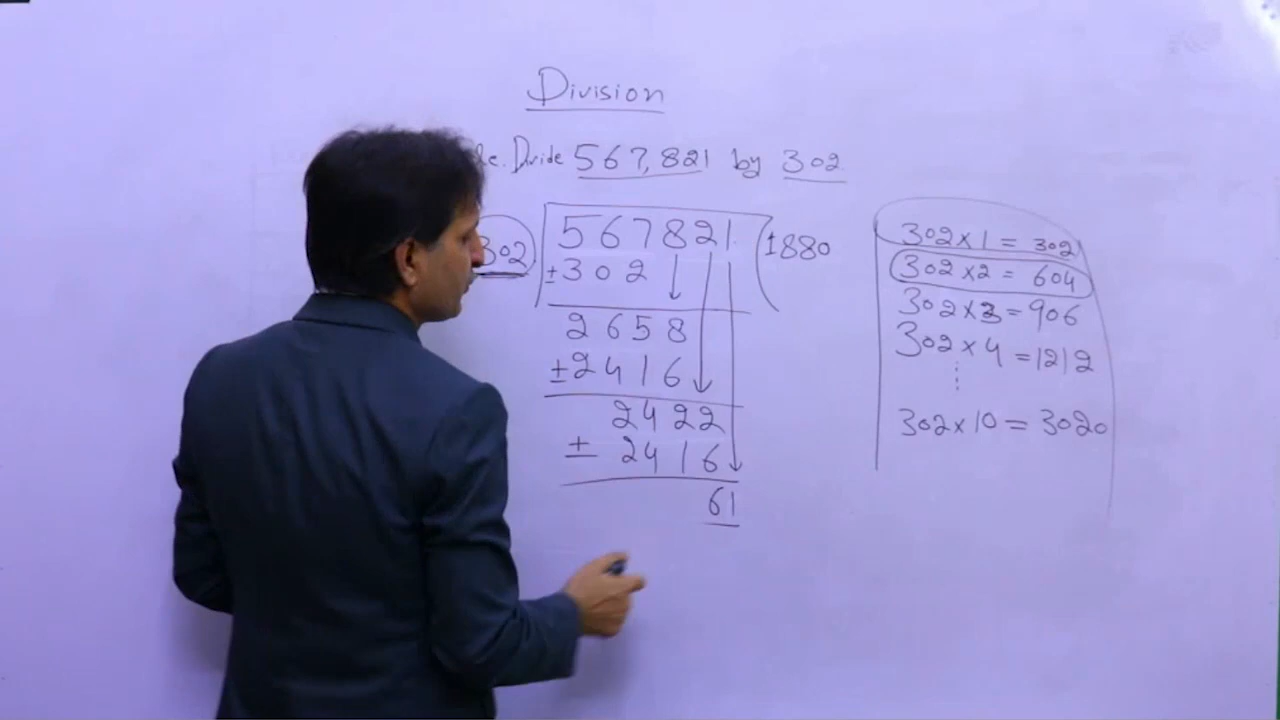 Division
Divide 567,821 by 302
302 567821 1880
±302
2658
±2416
2422
± 2416
61
302×1 = 302
302×2 = 604
302×3=906
302×4=1212
⋮
302×10=3020